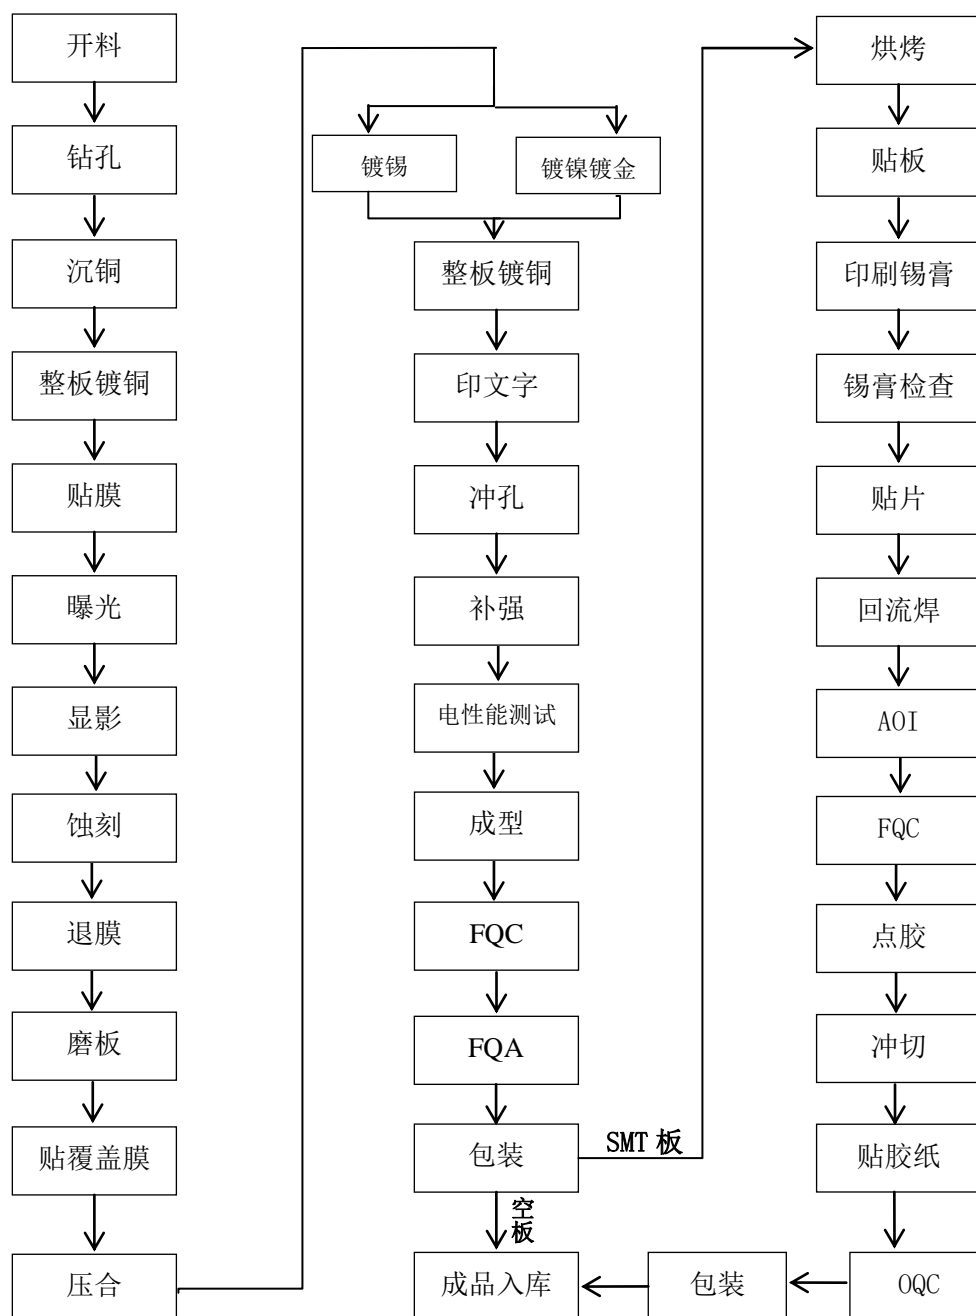 开料
钻孔
沉铜
整板镀铜
贴膜
曝光
显影
蚀刻
退膜
磨板
贴覆盖膜
压合
镀锡
镀镍镀金
整板镀铜
印文字
冲孔
补强
电性能测试
成型
FQC
FQA
包装
SMT 板
空
板
成品入库
烘烤
贴板
印刷锡膏
锡膏检查
贴片
回流焊
AOI
FQC
点胶
冲切
贴胶纸
OQC
包装